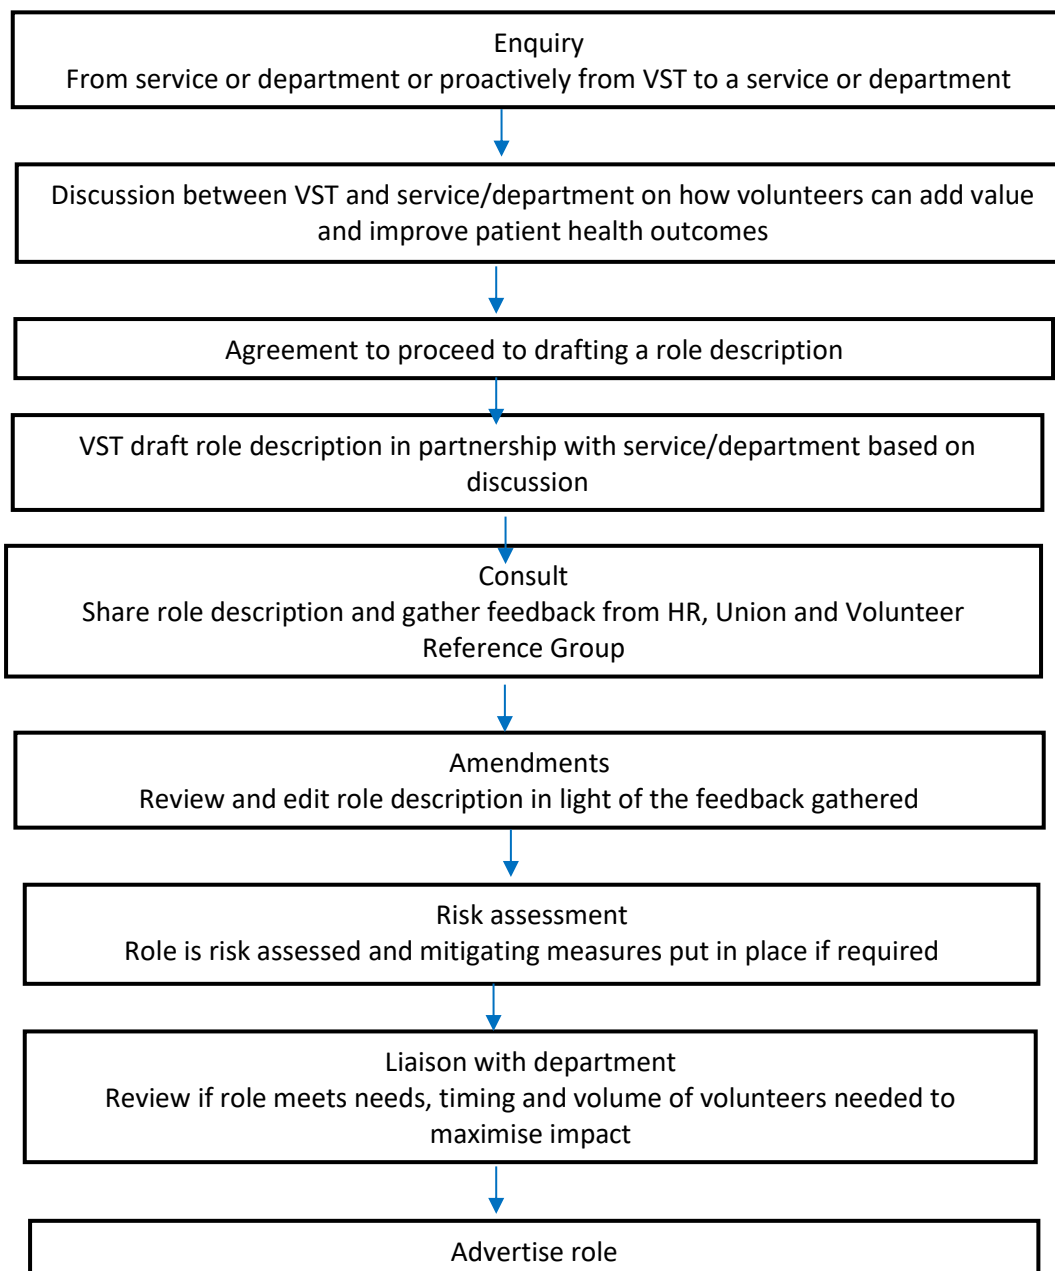 Enquiry
From service or department or proactively from VST to a service or department
Discussion between VST and service/department on how volunteers can add value
and improve patient health outcomes
Agreement to proceed to drafting a role description
VST draft role description in partnership with service/department based on
discussion
Consult
Share role description and gather feedback from HR, Union and Volunteer
Reference Group
Amendments
Review and edit role description in light of the feedback gathered
Risk assessment
Role is risk assessed and mitigating measures put in place if required
Liaison with department
Review if role meets needs, timing and volume of volunteers needed to
maximise impact
Advertise role